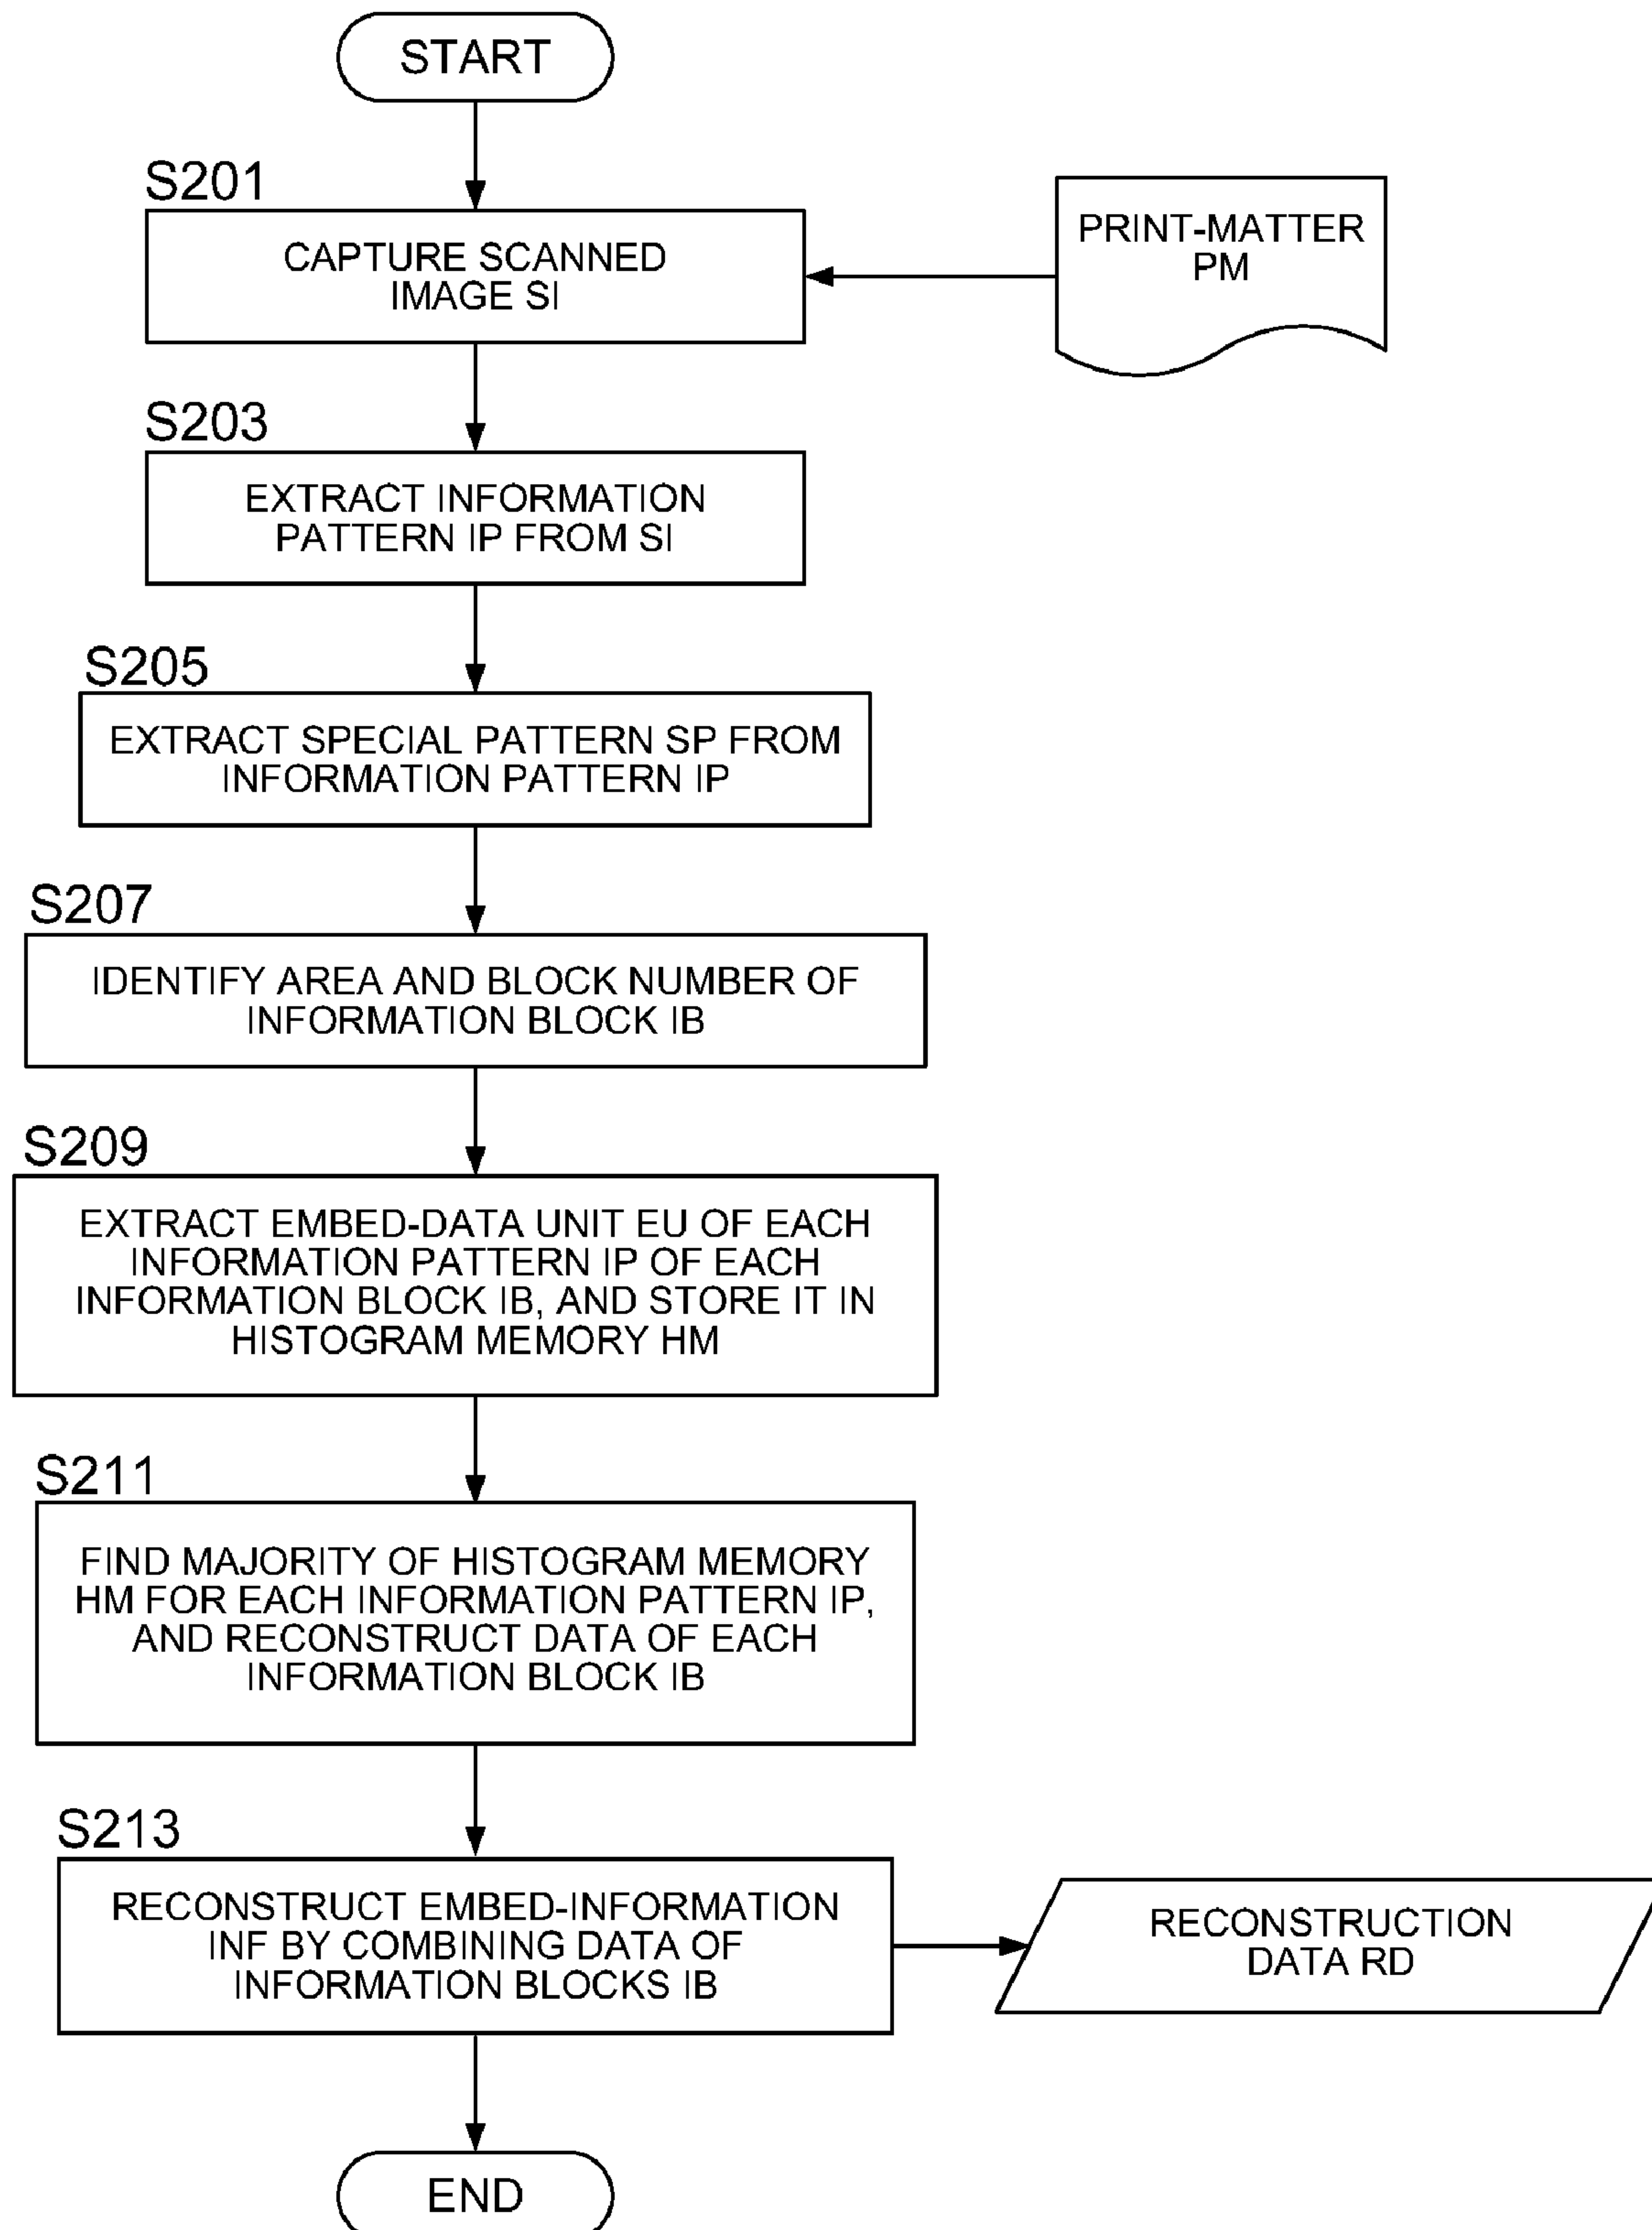 START
S201
CAPTURE SCANNED
IMAGE SI
PRINT-MATTER
PM
S203
EXTRACT INFORMATION
PATTERN IP FROM SI
S205
EXTRACT SPECIAL PATTERN SP FROM
INFORMATION PATTERN IP
S207
IDENTIFY AREA AND BLOCK NUMBER OF
INFORMATION BLOCK IB
S209
EXTRACT EMBED-DATA UNIT EU OF EACH
INFORMATION PATTERN IP OF EACH
INFORMATION BLOCK IB, AND STORE IT IN
HISTOGRAM MEMORY HM
S211
FIND MAJORITY OF HISTOGRAM MEMORY
HM FOR EACH INFORMATION PATTERN IP,
AND RECONSTRUCT DATA OF EACH
INFORMATION BLOCK IB
S213
RECONSTRUCT EMBED-INFORMATION
INF BY COMBINING DATA OF
INFORMATION BLOCKS IB
RECONSTRUCTION
DATA RD
END